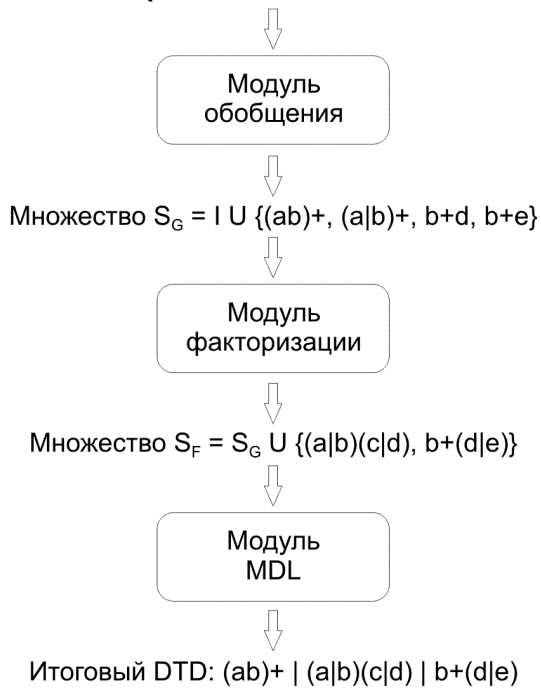 Модуль
обобщения
Множество S_G = I U {(ab)+, (a|b)+, b+d, b+e}
Модуль
факторизации
Множество S_F = S_G U {(a|b)(c|d), b+(d|e)}
Модуль
MDL
Итоговый DTD: (ab)+ | (a|b)(c|d) | b+(d|e)